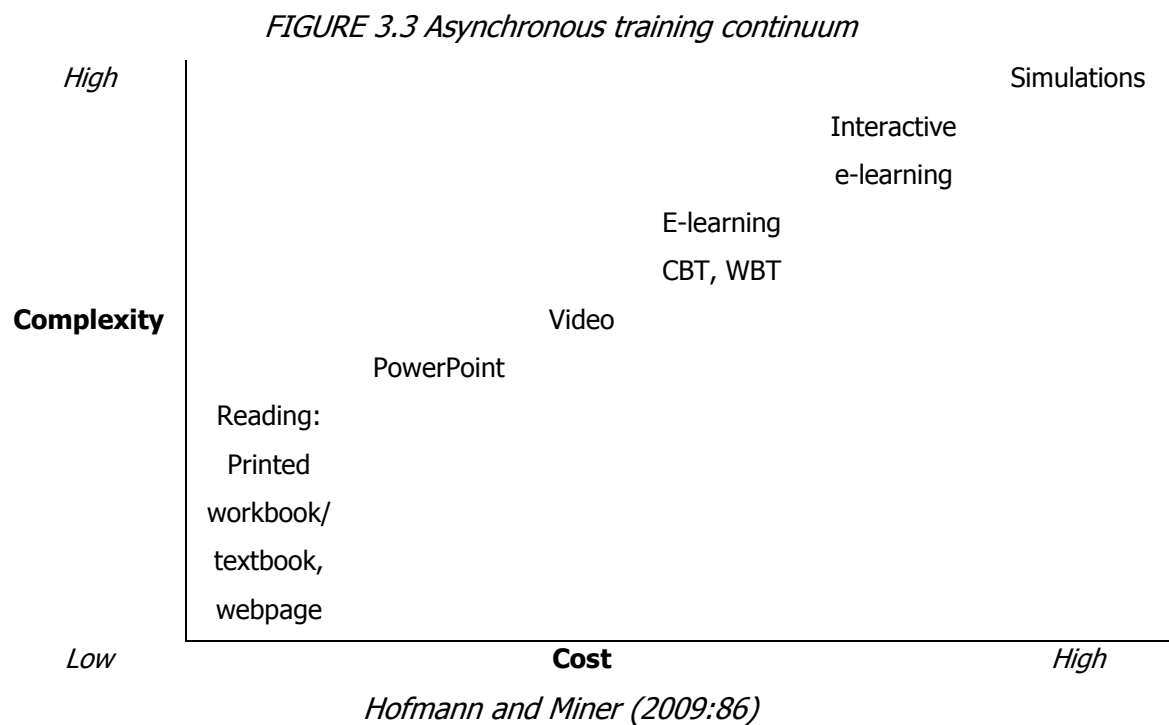 FIGURE 3.3 Asynchronous training continuum
High
Simulations
Interactive
e-learning
E-learning
CBT, WBT
Complexity
Video
PowerPoint
Reading:
Printed
workbook/
textbook,
webpage
Low
Cost
High
Hofmann and Miner (2009:86)